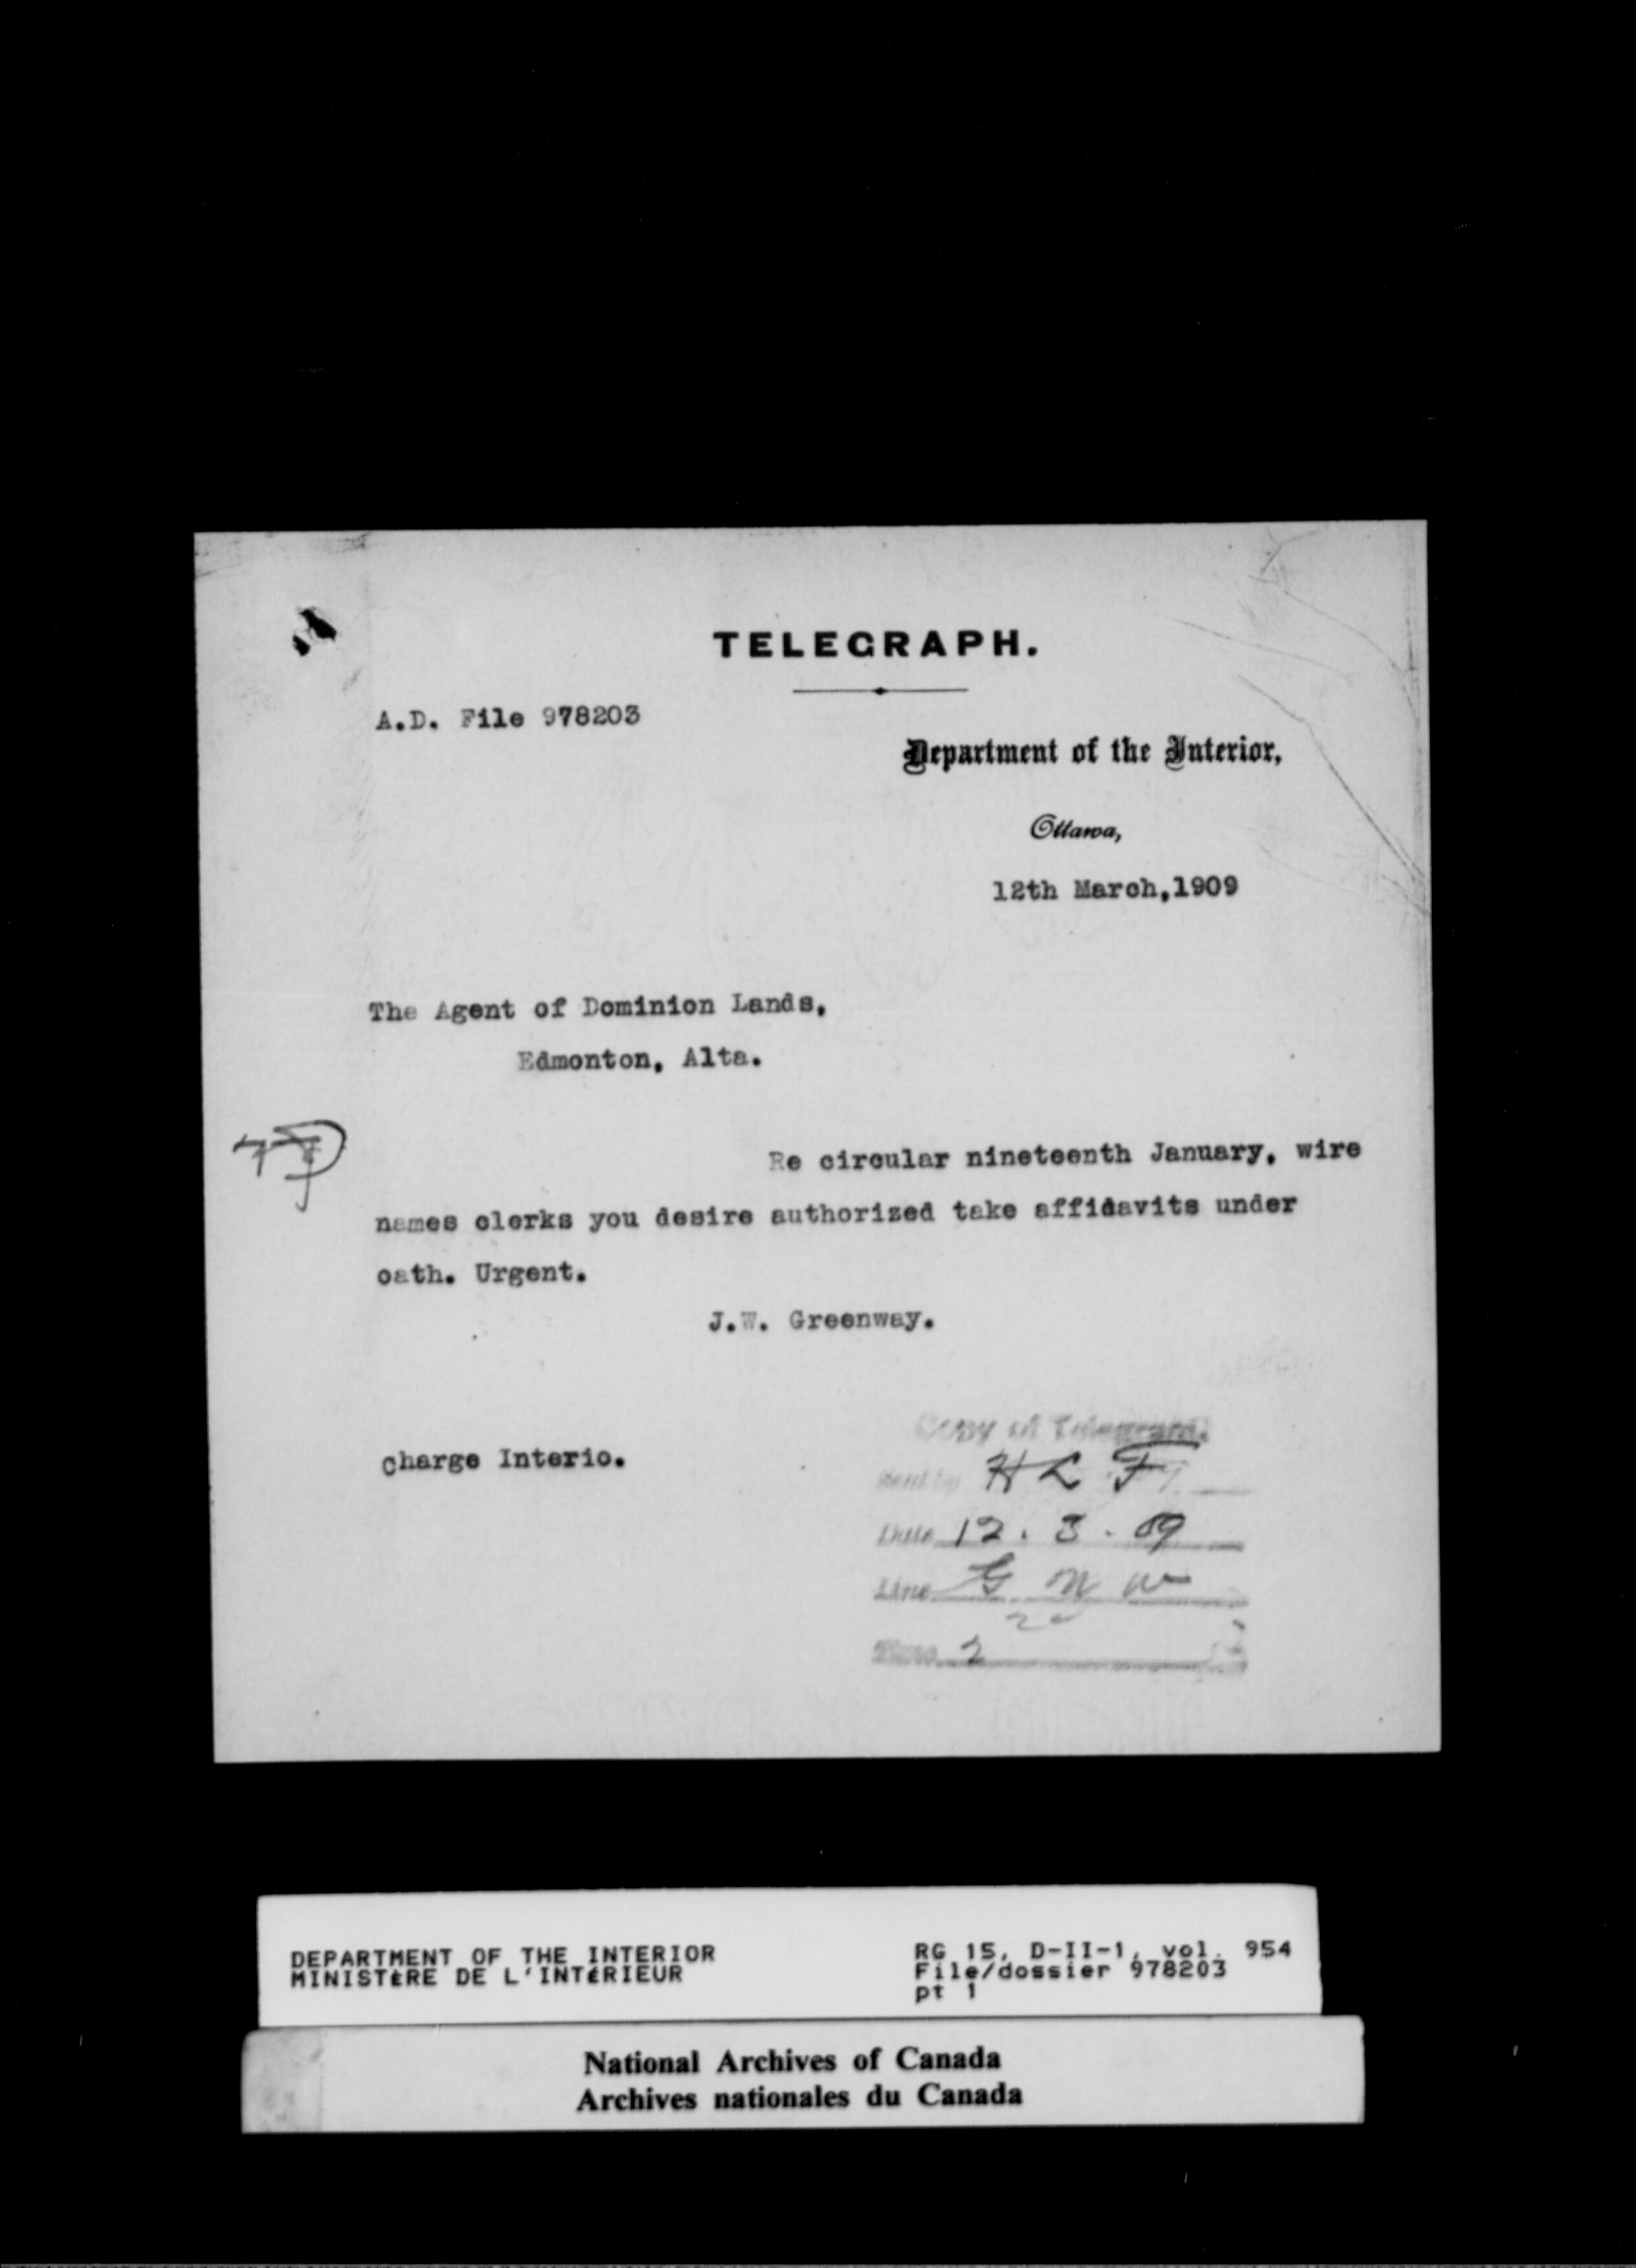 TELEGRAPH.
A.D. File 978203
Department of the Interior,
Ottawa,
12th March, 1909
The Agent of Dominion Lands,
Edmonton, Alta.
Re circular nineteenth January, wire
names clerks you desire authorized take affidavits under
oath. Urgent.
J.W. Greenway.
Copy of Telegram.
charge Interio.
Sent by H L F
Date 12. 3. 09
Line G N W
2
DEPARTMENT OF THE INTERIOR
MINISTÈRE DE L'INTÉRIEUR
RG 15, D-II-1, vol. 954
File/dossier 978203
pt 1
National Archives of Canada
Archives nationales du Canada